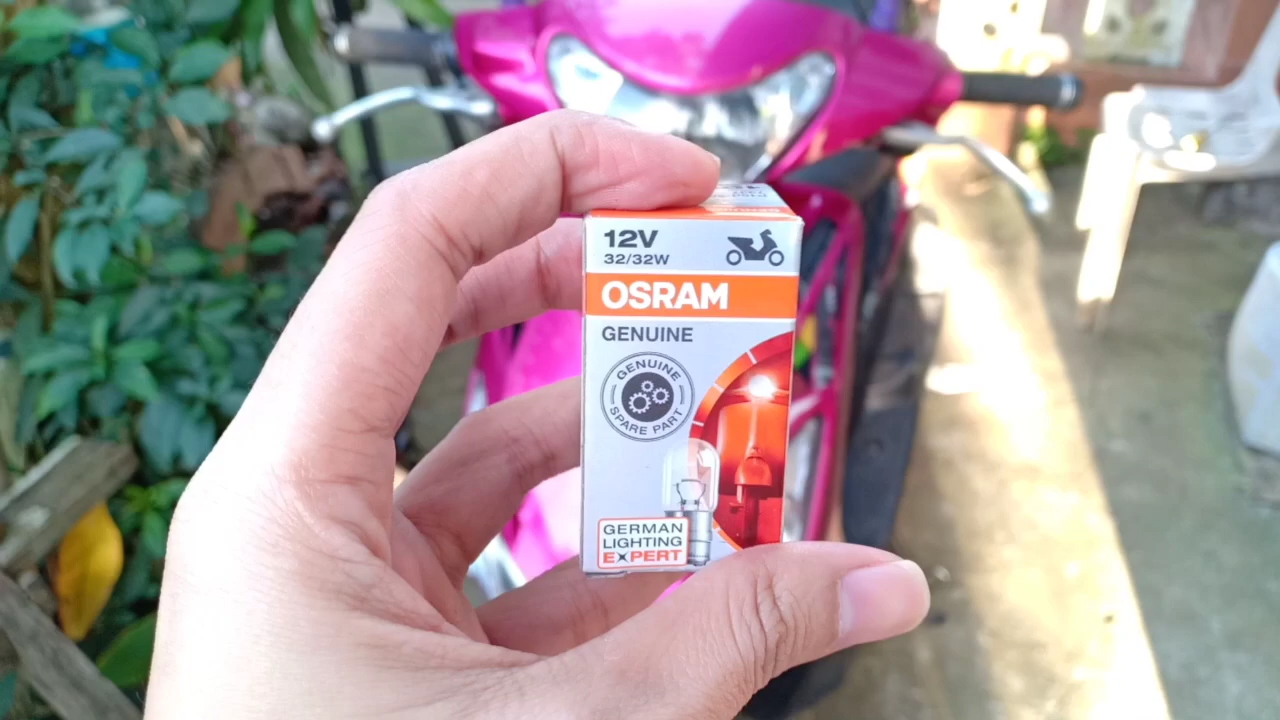 12V
32/32W
OSRAM
GENUINE
GENUINE
SPARE PART
GERMAN
LIGHTING
EXPERT